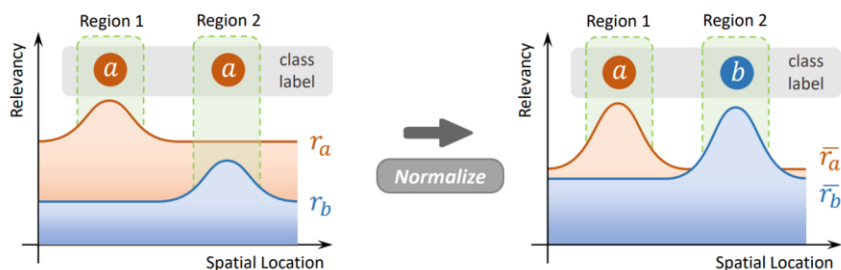 Region 1
Region 2
Relevancy
a
a
class
label
r_a
r_b
Spatial Location
Normalize
Region 1
Region 2
Relevancy
a
b
class
label
r̄_a
r̄_b
Spatial Location